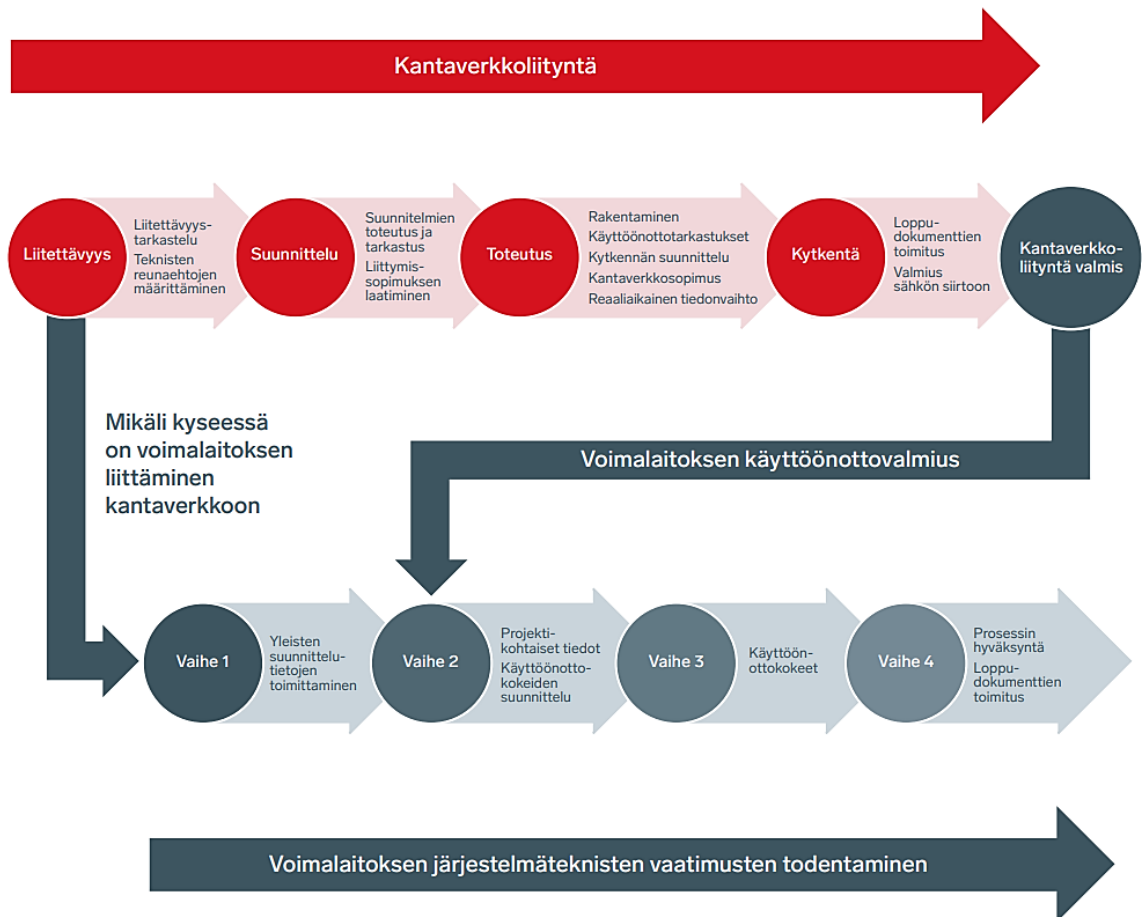 Kantaverkkoliityntä
Liitettävyys
Liitettävyys-
tarkastelu
Teknisten
reunaehtojen
määrittäminen
Suunnittelu
Suunnitelmien
toteutus ja
tarkastus
Liittymis-
sopimuksen
laatiminen
Toteutus
Rakentaminen
Käyttöönottotarkastukset
Kytkennän suunnittelu
Kantaverkkosopimus
Reaaliaikainen tiedonvaihto
Kytkentä
Loppu-
dokumenttien
toimitus
Valmius
sähkön siirtoon
Kantaverkko-
liityntä valmis
Mikäli kyseessä
on voimalaitoksen
liittäminen
kantaverkkoon
Voimalaitoksen käyttöönottovalmius
Vaihe 1
Yleisten
suunnittelu-
tietojen
toimittaminen
Vaihe 2
Projekti-
kohtaiset tiedot
Käyttöönotto-
kokeiden
suunnittelu
Vaihe 3
Käyttöön-
ottokokeet
Vaihe 4
Prosessin
hyväksyntä
Loppu-
dokumenttien
toimitus
Voimalaitoksen järjestelmäteknisten vaatimusten todentaminen